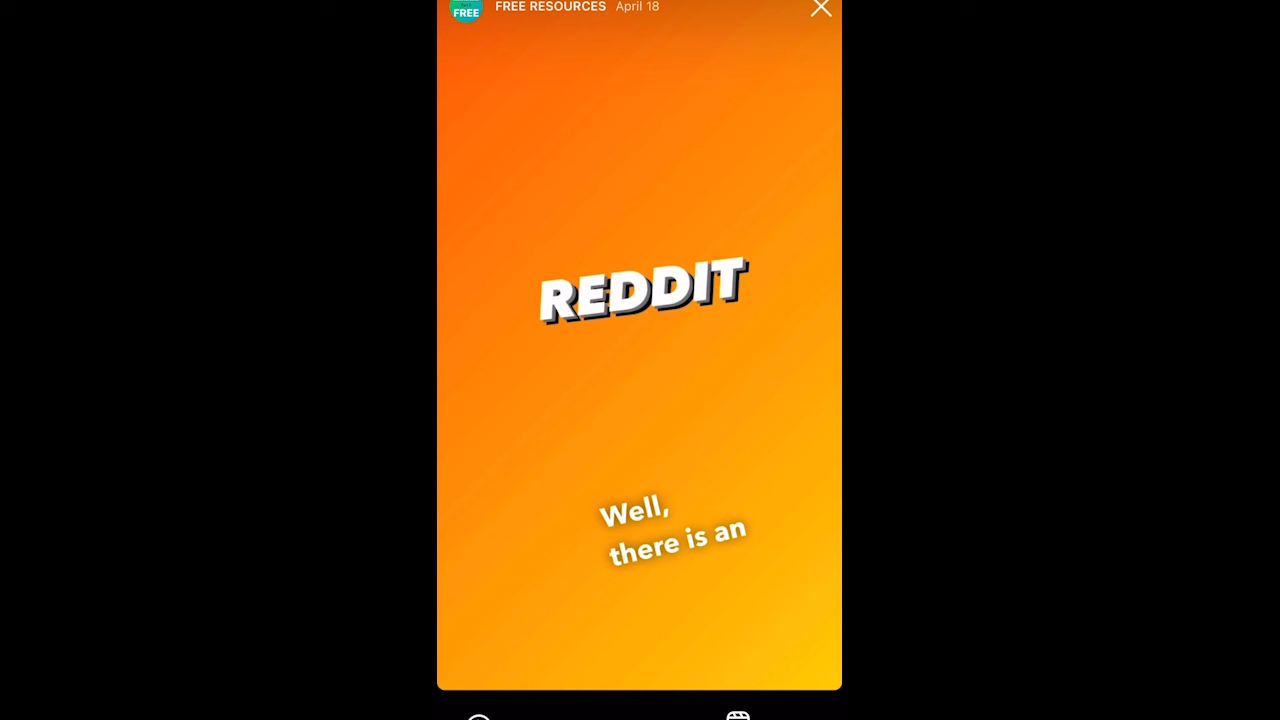 FREE
FREE RESOURCES April 18
REDDIT
Well,
there is an